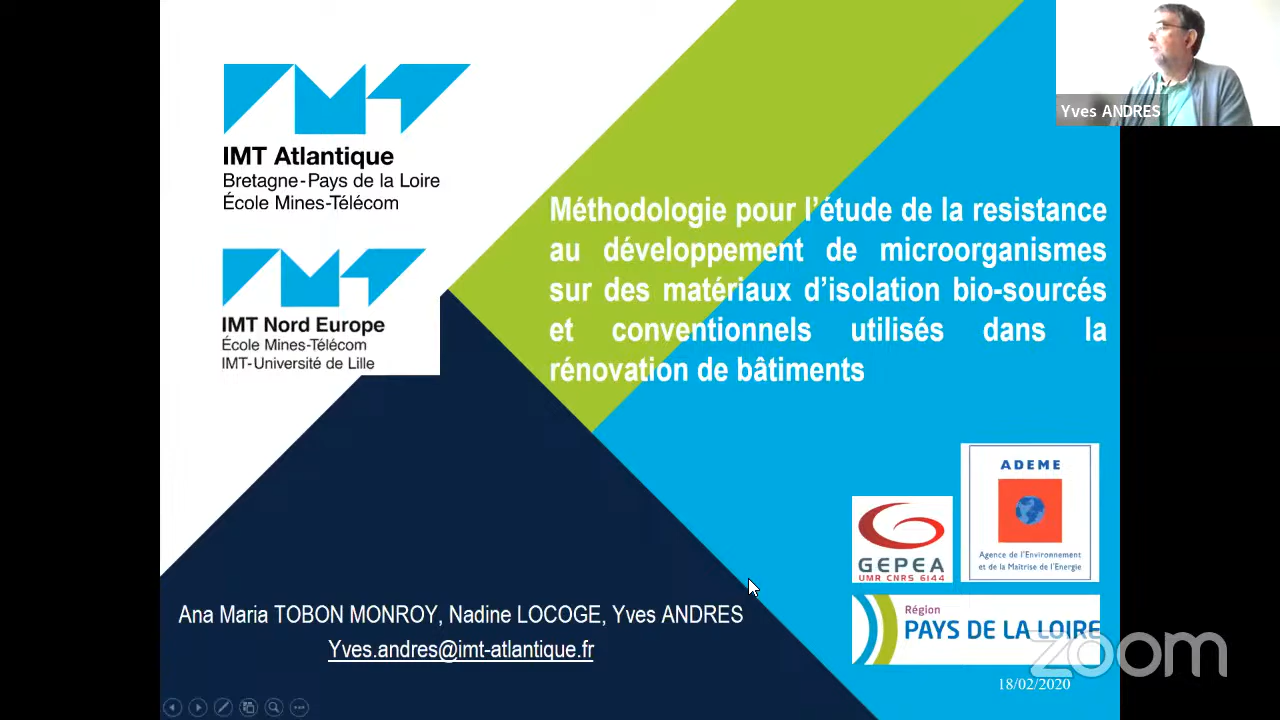 IMT Atlantique
Bretagne-Pays de la Loire
École Mines-Télécom
IMT Nord Europe
École Mines-Télécom
IMT-Université de Lille
Yves ANDRES
Méthodologie pour l'étude de la resistance
au développement de microorganismes
sur des matériaux d'isolation bio-sourcés
et conventionnels utilisés dans la
rénovation de bâtiments
ADEME
Agence de l'Environnement
et de la Maîtrise de l'Energie
GEPEA
UMR CNRS 6144
Région
PAYS DE LA LOIRE
zoom
18/02/2020
Ana Maria TOBON MONROY, Nadine LOCOGE, Yves ANDRES
Yves.andres@imt-atlantique.fr